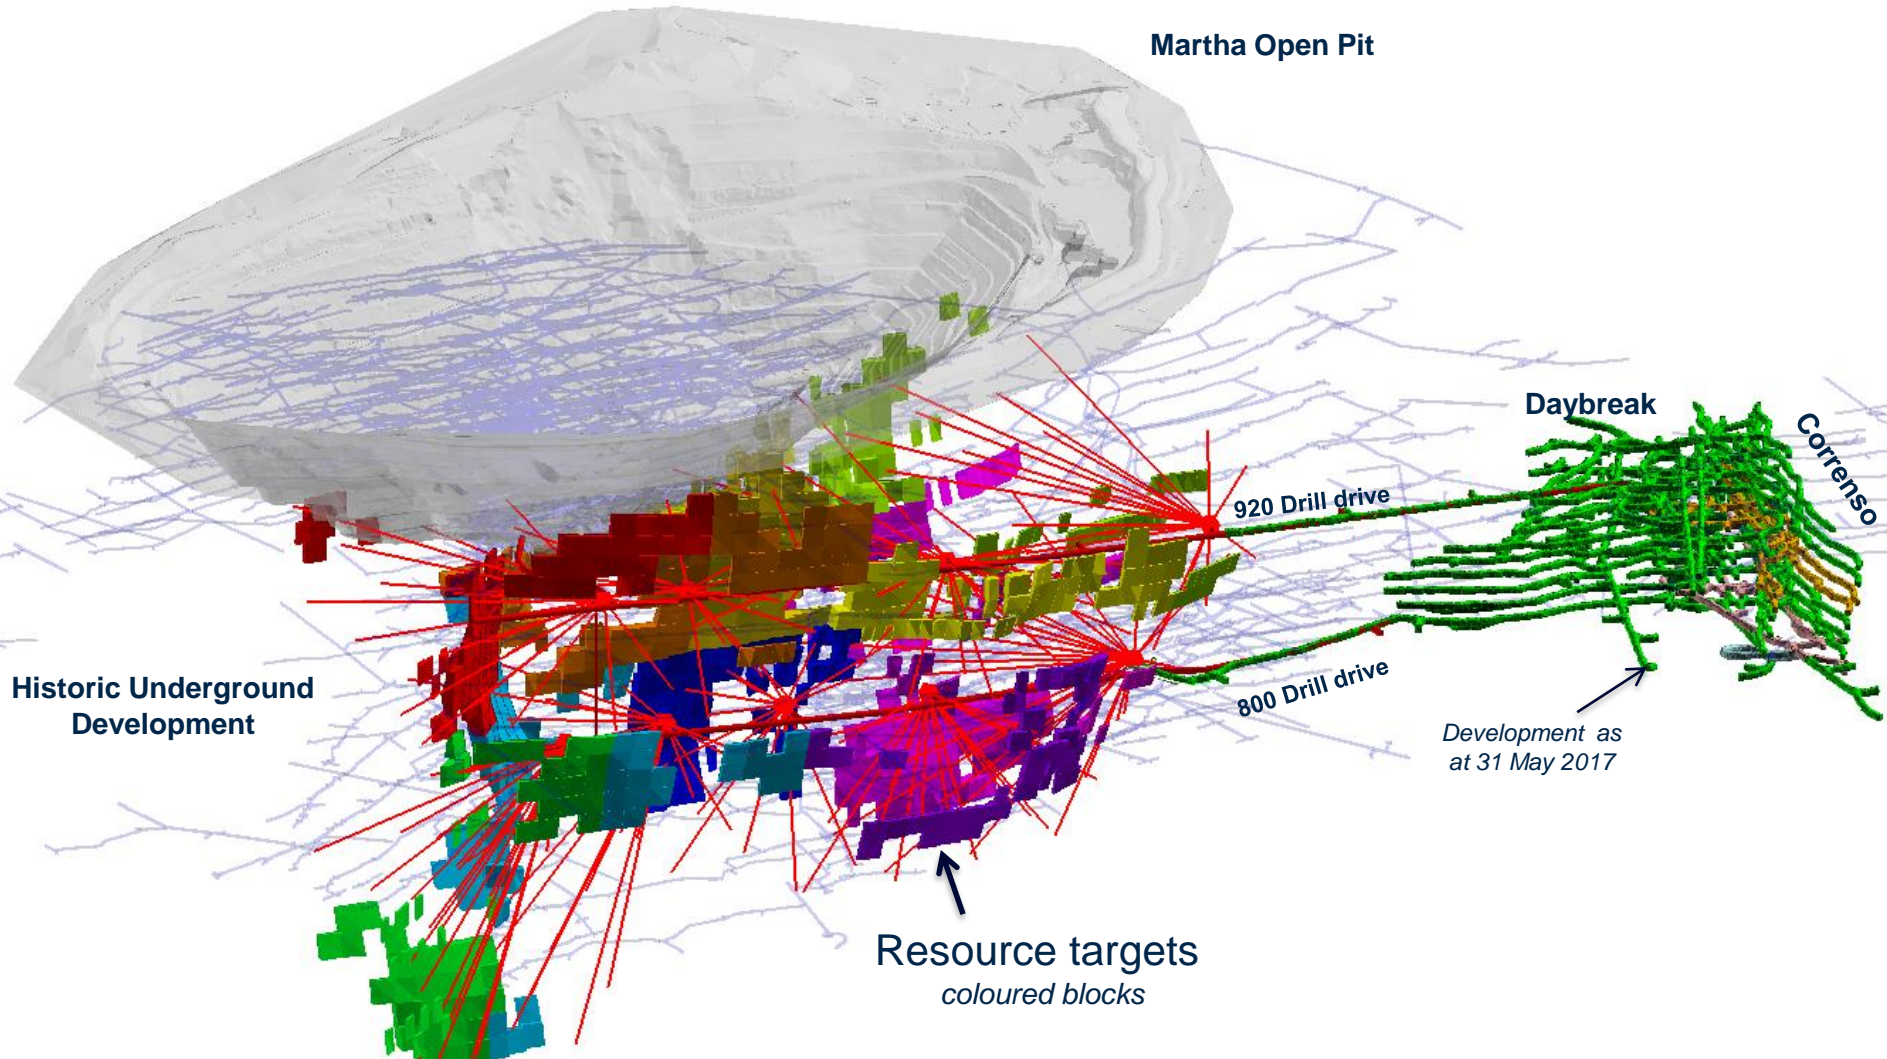 Martha Open Pit
Daybreak
Correnso
920 Drill drive
800 Drill drive
Historic Underground
Development
Development as
at 31 May 2017
Resource targets
coloured blocks